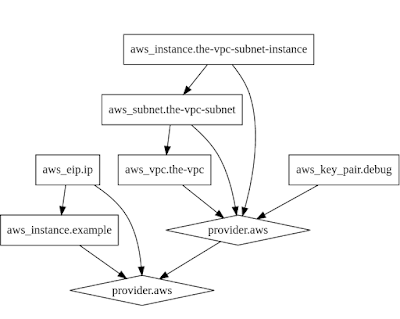 aws_instance.the-vpc-subnet-instance
aws_subnet.the-vpc-subnet
aws_eip.ip
aws_vpc.the-vpc
aws_key_pair.debug
aws_instance.example
provider.aws
provider.aws